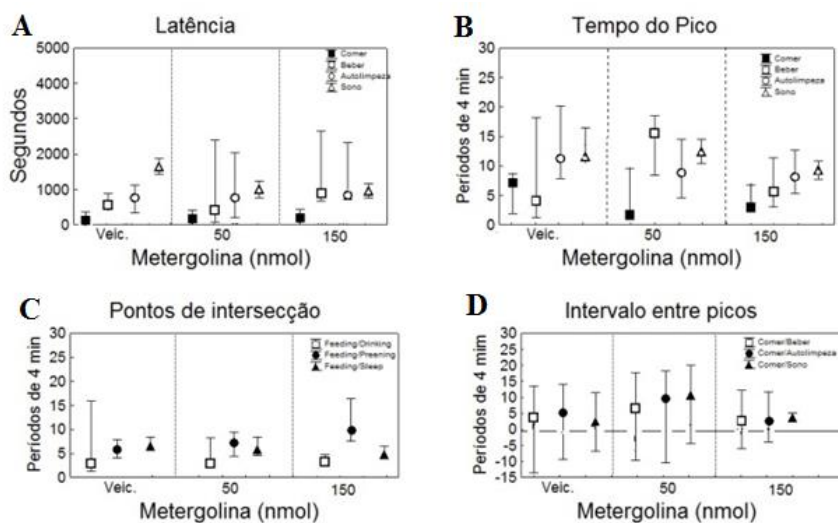 A
Latência
5000
4000
3000
2000
1000
0
Segundos
Comer
Beber
Autolimpeza
Sono
Veic.
50
150
Metergolina (nmol)
B
Tempo do Pico
30
25
20
15
10
5
0
Períodos de 4 min
Comer
Beber
Autolimpeza
Sono
Veic.
50
150
Metergolina (nmol)
C
Pontos de intersecção
30
25
20
15
10
5
0
Períodos de 4 min
Feeding/Drinking
Feeding/Preening
Feeding/Sleep
Veic.
50
150
Metergolina (nmol)
D
Intervalo entre picos
30
25
20
15
10
5
0
-5
-10
-15
Períodos de 4 mim
Comer/Beber
Comer/Autolimpeza
Comer/Sono
Veic.
50
150
Metergolina (nmol)